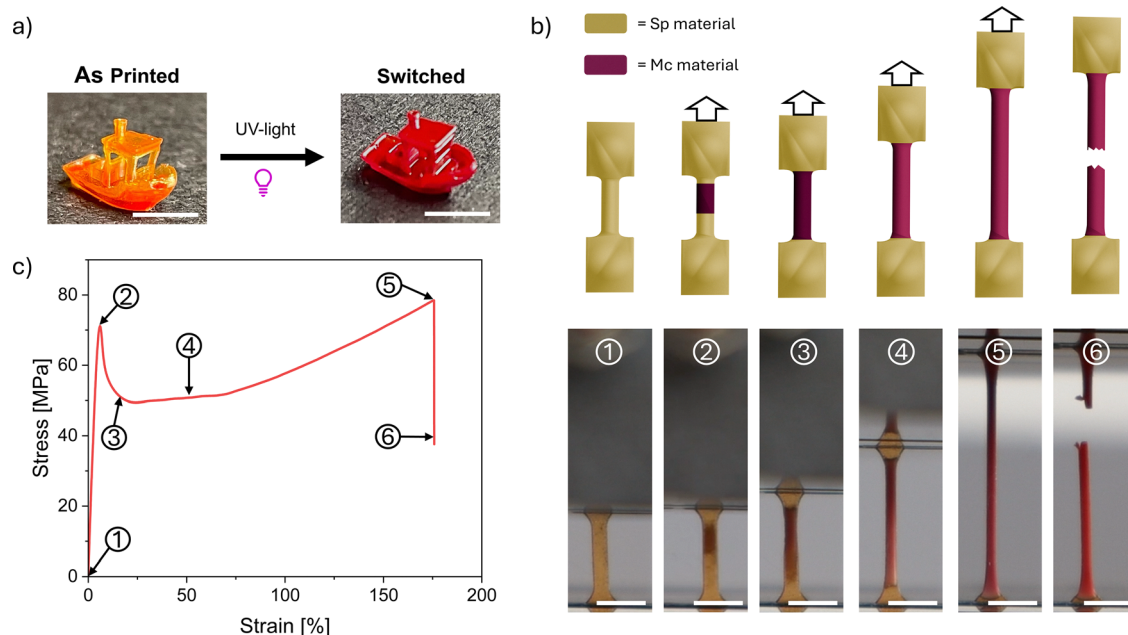 a)
As Printed
UV-light
Switched
b)
= Sp material
= Mc material
c)
Stress [MPa]
80
60
40
20
0
0
50
100
150
200
Strain [%]
①
②
③
④
⑤
⑥
①
②
③
④
⑤
⑥